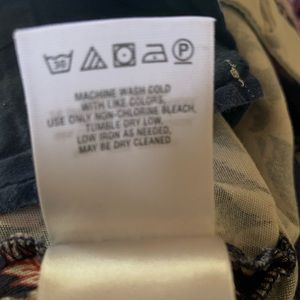 30 P
MACHINE WASH COLD
WITH LIKE COLORS,
USE ONLY NON-CHLORINE BLEACH,
TUMBLE DRY LOW,
LOW IRON AS NEEDED,
MAY BE DRY CLEANED